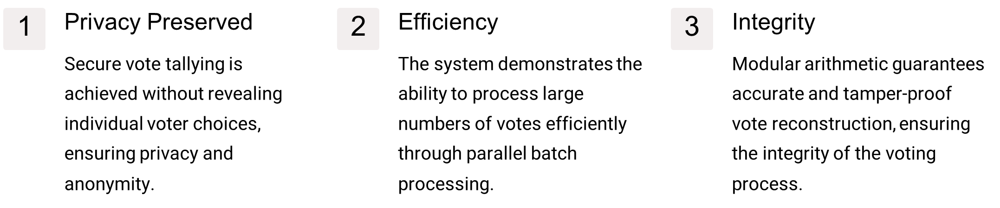 1
Privacy Preserved
Secure vote tallying is
achieved without revealing
individual voter choices,
ensuring privacy and
anonymity.
2
Efficiency
The system demonstrates the
ability to process large
numbers of votes efficiently
through parallel batch
processing.
3
Integrity
Modular arithmetic guarantees
accurate and tamper-proof
vote reconstruction, ensuring
the integrity of the voting
process.